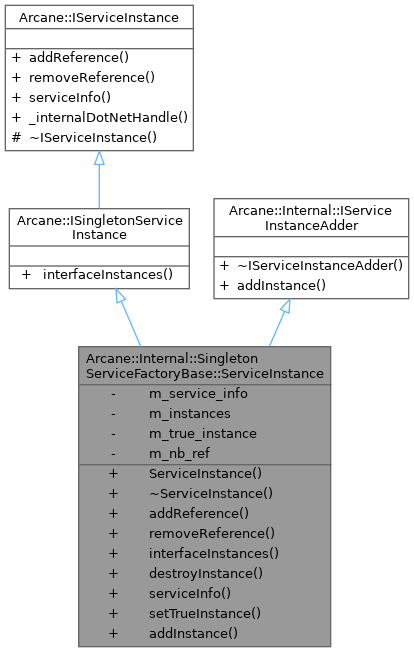 Arcane::IServiceInstance
+ addReference()
+ removeReference()
+ serviceInfo()
+ _internalDotNetHandle()
# ~IServiceInstance()
Arcane::ISingletonService
Instance
+ interfaceInstances()
Arcane::Internal::IService
InstanceAdder
+ ~IServiceInstanceAdder()
+ addInstance()
Arcane::Internal::Singleton
ServiceFactoryBase::ServiceInstance
- m_service_info
- m_instances
- m_true_instance
- m_nb_ref
+ ServiceInstance()
+ ~ServiceInstance()
+ addReference()
+ removeReference()
+ interfaceInstances()
+ destroyInstance()
+ serviceInfo()
+ setTrueInstance()
+ addInstance()